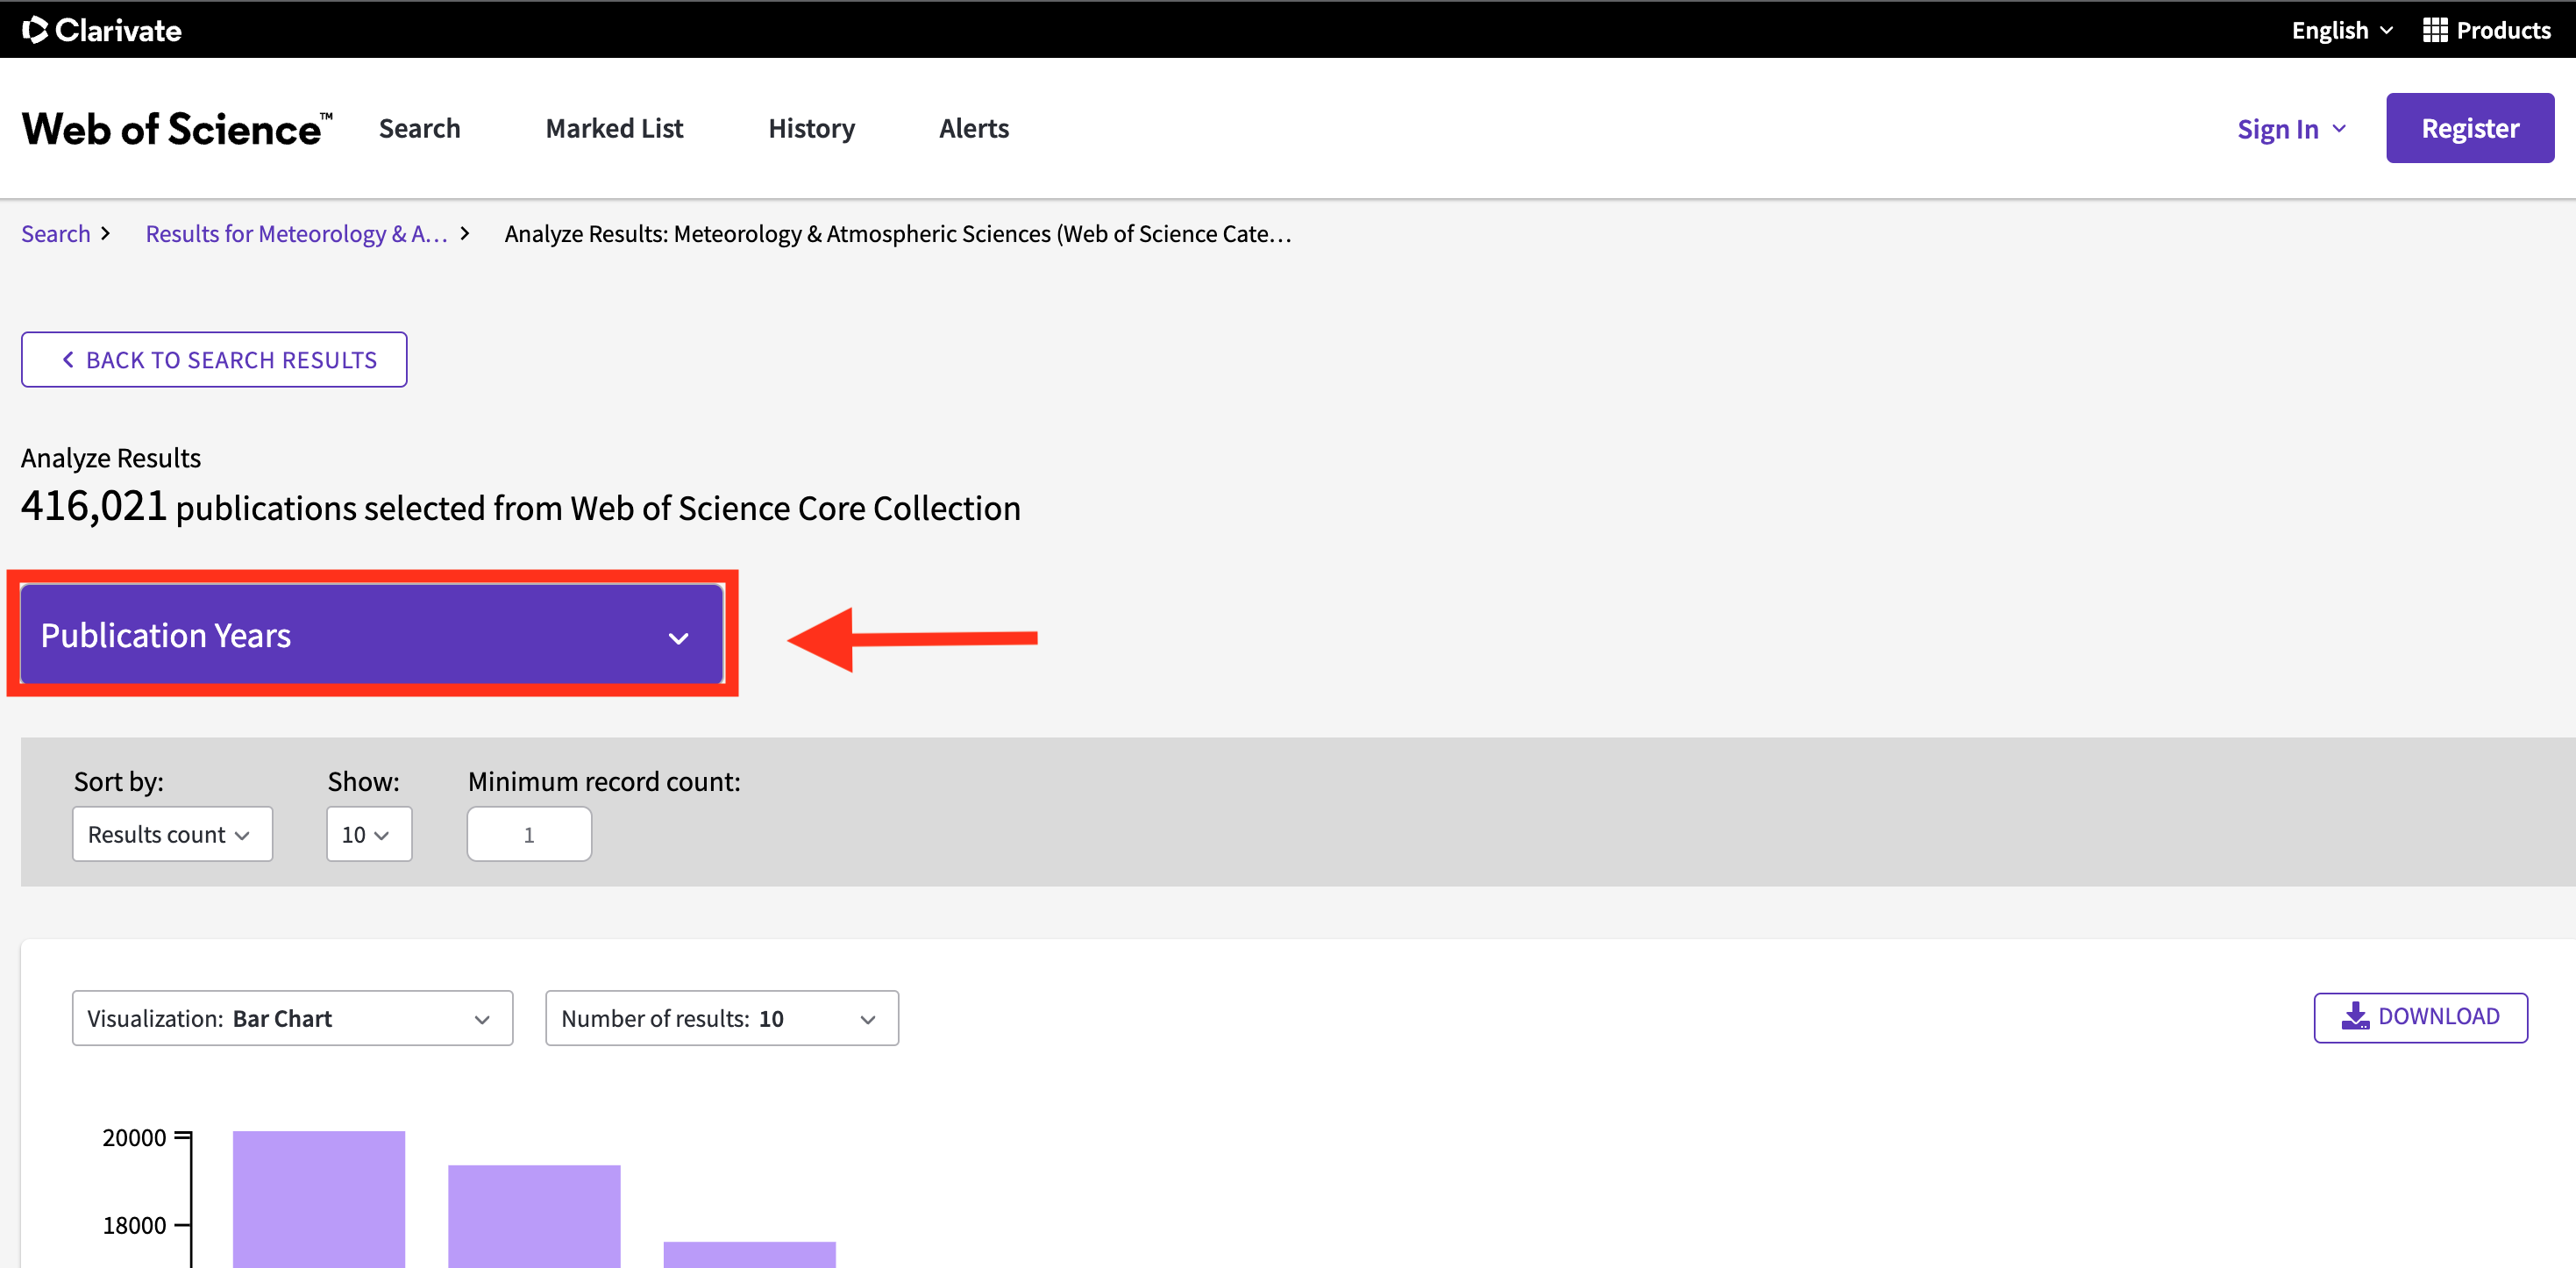 Clarivate
English
Products
Web of Science™
Search
Marked List
History
Alerts
Sign In
Register
Search
Results for Meteorology & A...
Analyze Results: Meteorology & Atmospheric Sciences (Web of Science Cate...
BACK TO SEARCH RESULTS
Analyze Results
416,021 publications selected from Web of Science Core Collection
Publication Years
Sort by:
Show:
Minimum record count:
Results count
10
1
Visualization: Bar Chart
Number of results: 10
DOWNLOAD
20000
18000